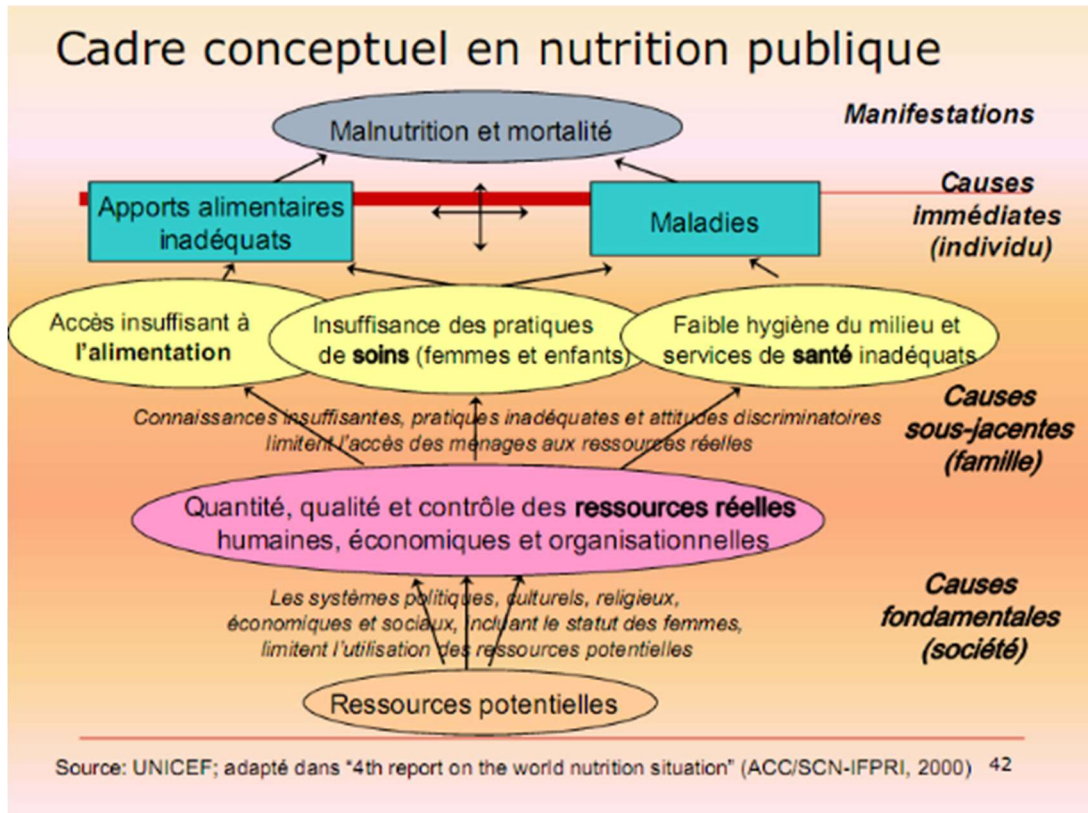 Cadre conceptuel en nutrition publique
Malnutrition et mortalité
Manifestations
Apports alimentaires
inadéquats
Maladies
Causes
immédiates
(individu)
Accès insuffisant à
l'alimentation
Insuffisance des pratiques
de soins (femmes et enfants)
Faible hygiène du milieu et
services de santé inadéquats
Connaissances insuffisantes, pratiques inadéquates et attitudes discriminatoires
limitent l'accès des ménages aux ressources réelles
Causes
sous-jacentes
(famille)
Quantité, qualité et contrôle des ressources réelles
humaines, économiques et organisationnelles
Les systèmes politiques, culturels, religieux,
économiques et sociaux, incluant le statut des femmes,
limitent l'utilisation des ressources potentielles
Causes
fondamentales
(société)
Ressources potentielles
Source: UNICEF; adapté dans "4th report on the world nutrition situation" (ACC/SCN-IFPRI, 2000) 42